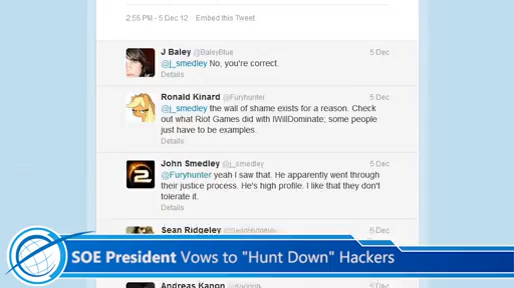 2:55 PM - 5 Dec 12 · Embed this Tweet
J Baley @BaleyBlue 5 Dec
@j_smedley No, you're correct.
Details
Ronald Kinard @Furyhunter 5 Dec
@j_smedley the wall of shame exists for a reason. Check
out what Riot Games did with IWillDominate; some people
just have to be examples.
Details
John Smedley @j_smedley 5 Dec
@Furyhunter yeah I saw that. He apparently went through
their justice process. He's high profile. I like that they don't
tolerate it.
Details
Sean Ridgeley 5 Dec
SOE President Vows to "Hunt Down" Hackers
Andreas Kanon 5 Dec